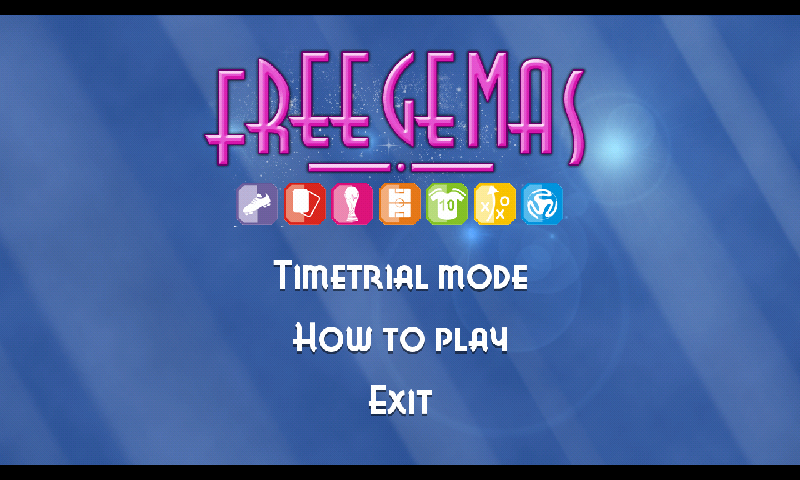 FREEGEMAS
10
X O
X X
TIMETRIAL MODE
HOW TO PLAY
EXIT